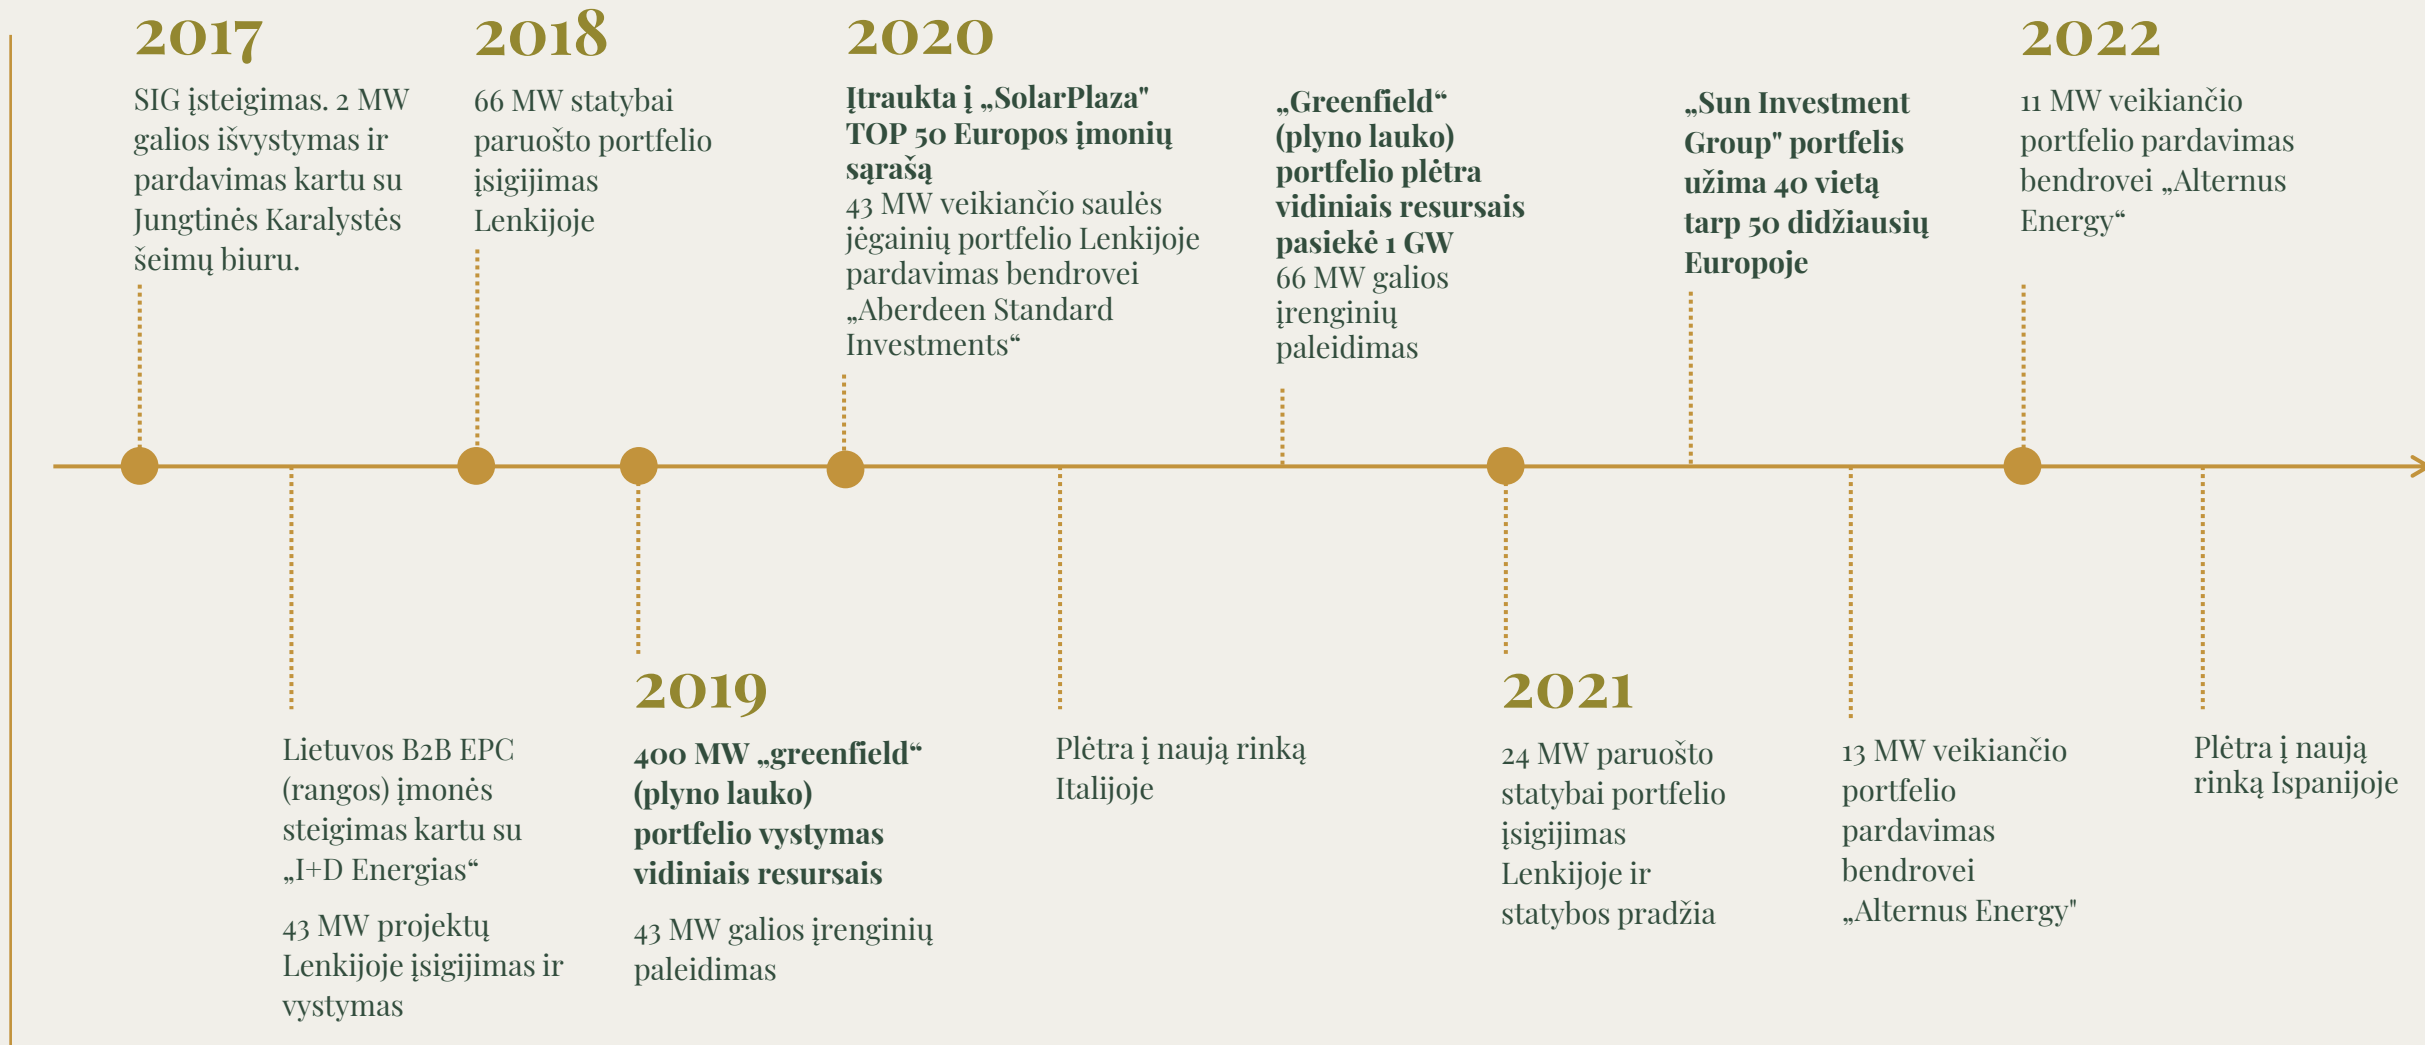 2017
SIG įsteigimas. 2 MW
galios išvystymas ir
pardavimas kartu su
Jungtinės Karalystės
šeimų biuru.
2018
66 MW statybai
paruošto portfelio
įsigijimas
Lenkijoje
2020
Įtraukta į „SolarPlaza"
TOP 50 Europos įmonių
sąrašą
43 MW veikiančio saulės
jėgainių portfelio Lenkijoje
pardavimas bendrovei
„Aberdeen Standard
Investments“
„Greenfield“
(plyno lauko)
portfelio plėtra
vidiniais resursais
pasiekė 1 GW
66 MW galios
įrenginių
paleidimas
„Sun Investment
Group" portfelis
užima 40 vietą
tarp 50 didžiausių
Europoje
2022
11 MW veikiančio
portfelio pardavimas
bendrovei „Alternus
Energy“
Lietuvos B2B EPC
(rangos) įmonės
steigimas kartu su
„I+D Energias“
43 MW projektų
Lenkijoje įsigijimas ir
vystymas
2019
400 MW „greenfield“
(plyno lauko)
portfelio vystymas
vidiniais resursais
43 MW galios įrenginių
paleidimas
Plėtra į naują rinką
Italijoje
2021
24 MW paruošto
statybai portfelio
įsigijimas
Lenkijoje ir
statybos pradžia
13 MW veikiančio
portfelio
pardavimas
bendrovei
„Alternus Energy"
Plėtra į naują
rinką Ispanijoje